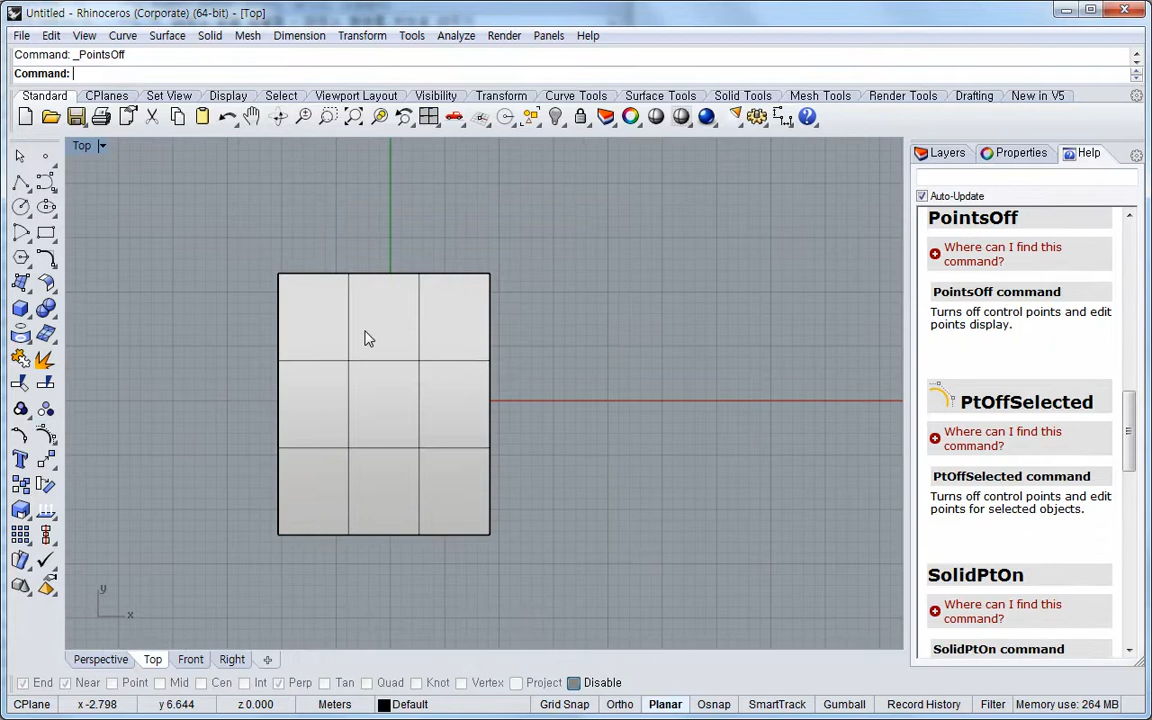 Untitled - Rhinoceros (Corporate) (64-bit) - [Top]
File Edit View Curve Surface Solid Mesh Dimension Transform Tools Analyze Render Panels Help
Command: _PointsOff
Command:
Standard CPlanes Set View Display Select Viewport Layout Visibility Transform Curve Tools Surface Tools Solid Tools Mesh Tools Render Tools Drafting New in V5
Top
Layers Properties Help
Auto-Update
PointsOff
Where can I find this
command?
PointsOff command
Turns off control points and edit
points display.
PtOffSelected
Where can I find this
command?
PtOffSelected command
Turns off control points and edit
points for selected objects.
SolidPtOn
Where can I find this
command?
SolidPtOn command
y
x
Perspective Top Front Right
End Near Point Mid Cen Int Perp Tan Quad Knot Vertex Project Disable
CPlane x -2.798 y 6.644 z 0.000 Meters Default Grid Snap Ortho Planar Osnap SmartTrack Gumball Record History Filter Memory use: 264 MB